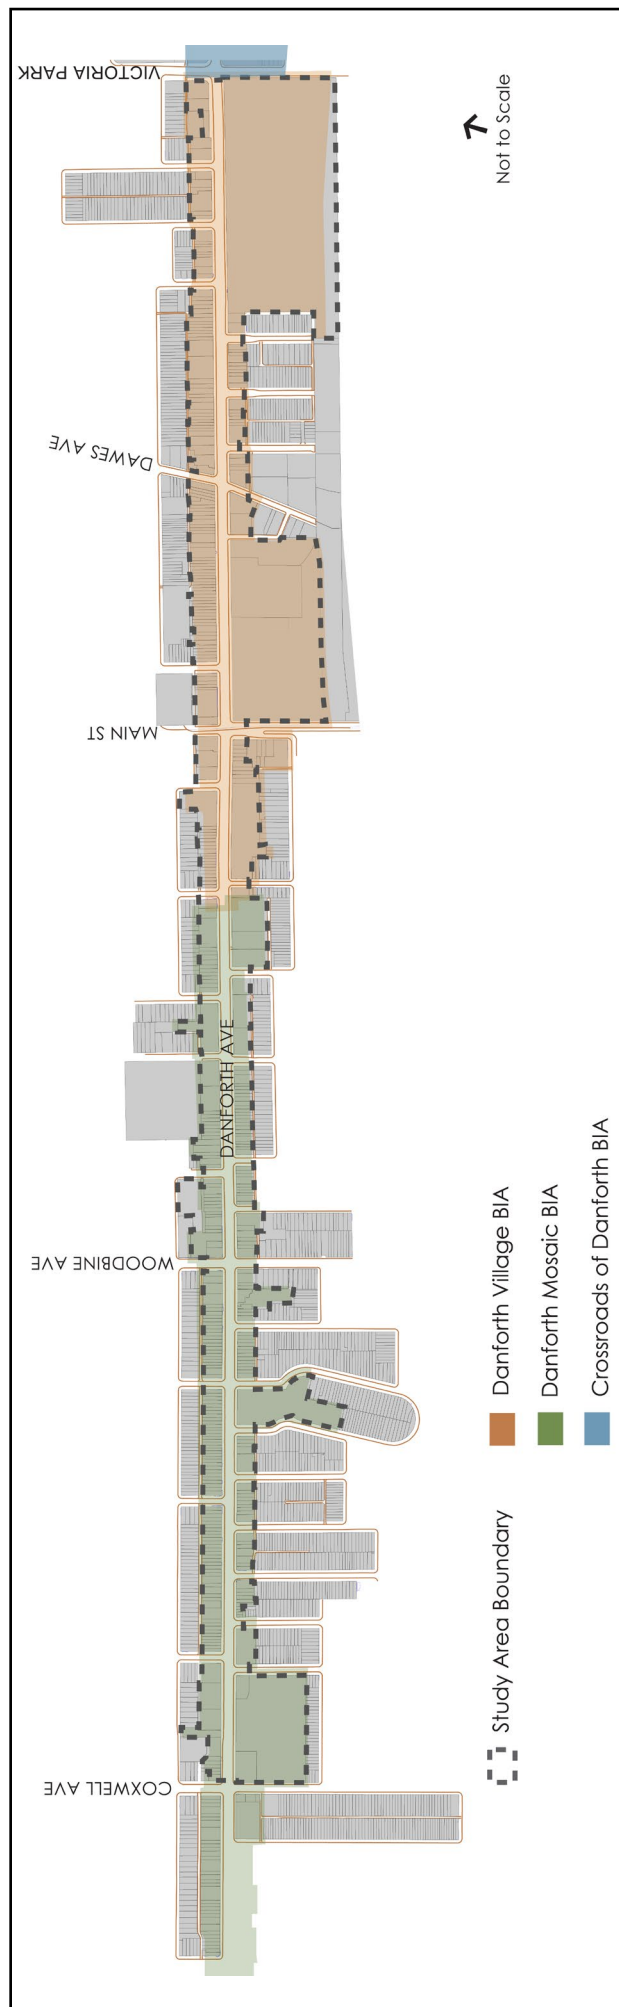 VICTORIA PARK
DAWES AVE
MAIN ST
DANFORTH AVE
WOODBINE AVE
COXWELL AVE
Not to Scale
Study Area Boundary
Danforth Village BIA
Danforth Mosaic BIA
Crossroads of Danforth BIA